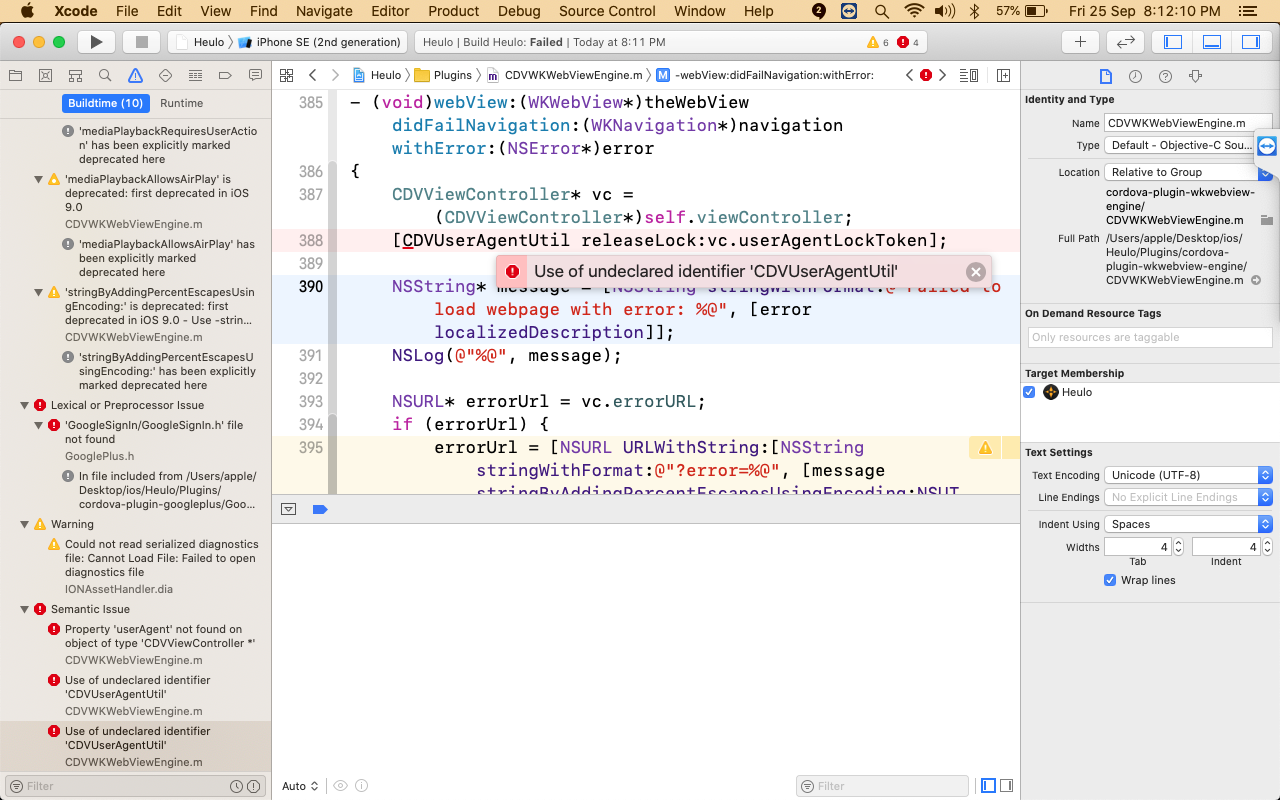 Xcode File Edit View Find Navigate Editor Product Debug Source Control Window Help 2 57% Fri 25 Sep 8:12:10 PM
Heulo iPhone SE (2nd generation) Heulo | Build Heulo: Failed | Today at 8:11 PM 6 4
Heulo Plugins CDVWKWebViewEngine.m -webView:didFailNavigation:withError:
Buildtime (10) Runtime
'mediaPlaybackRequiresUserActio
n' has been explicitly marked
deprecated here
'mediaPlaybackAllowsAirPlay' is
deprecated: first deprecated in iOS
9.0
CDVWKWebViewEngine.m
'mediaPlaybackAllowsAirPlay' has
been explicitly marked
deprecated here
'stringByAddingPercentEscapesUsi
ngEncoding:' is deprecated: first
deprecated in iOS 9.0 - Use -strin...
CDVWKWebViewEngine.m
'stringByAddingPercentEscapesU
singEncoding:' has been explicitly
marked deprecated here
Lexical or Preprocessor Issue
'GoogleSignIn/GoogleSignIn.h' file
not found
GooglePlus.h
In file included from /Users/apple/
Desktop/ios/Heulo/Plugins/
cordova-plugin-googleplus/Goo...
Warning
Could not read serialized diagnostics
file: Cannot Load File: Failed to open
diagnostics file
IONAssetHandler.dia
Semantic Issue
Property 'userAgent' not found on
object of type 'CDVViewController *'
CDVWKWebViewEngine.m
Use of undeclared identifier
'CDVUserAgentUtil'
CDVWKWebViewEngine.m
Use of undeclared identifier
'CDVUserAgentUtil'
CDVWKWebViewEngine.m
Filter
385 - (void)webView:(WKWebView*)theWebView
didFailNavigation:(WKNavigation*)navigation
withError:(NSError*)error
386 {
387 CDVViewController* vc =
(CDVViewController*)self.viewController;
388 [CDVUserAgentUtil releaseLock:vc.userAgentLockToken];
389
Use of undeclared identifier 'CDVUserAgentUtil'
390 NSString* message = [NSString stringWithFormat:@"Failed to
load webpage with error: %@", [error
localizedDescription]];
391 NSLog(@"%@", message);
392
393 NSURL* errorUrl = vc.errorURL;
394 if (errorUrl) {
395 errorUrl = [NSURL URLWithString:[NSString
stringWithFormat:@"?error=%@", [message
stringByAddingPercentEscapesUsingEncoding:NSUT
Auto
Filter
Identity and Type
Name CDVWKWebViewEngine.m
Type Default - Objective-C Sou...
Location Relative to Group
cordova-plugin-wkwebview-
engine/
CDVWKWebViewEngine.m
Full Path /Users/apple/Desktop/ios/
Heulo/Plugins/cordova-
plugin-wkwebview-engine/
CDVWKWebViewEngine.m
On Demand Resource Tags
Only resources are taggable
Target Membership
Heulo
Text Settings
Text Encoding Unicode (UTF-8)
Line Endings No Explicit Line Endings
Indent Using Spaces
Widths 4 4
Tab Indent
Wrap lines